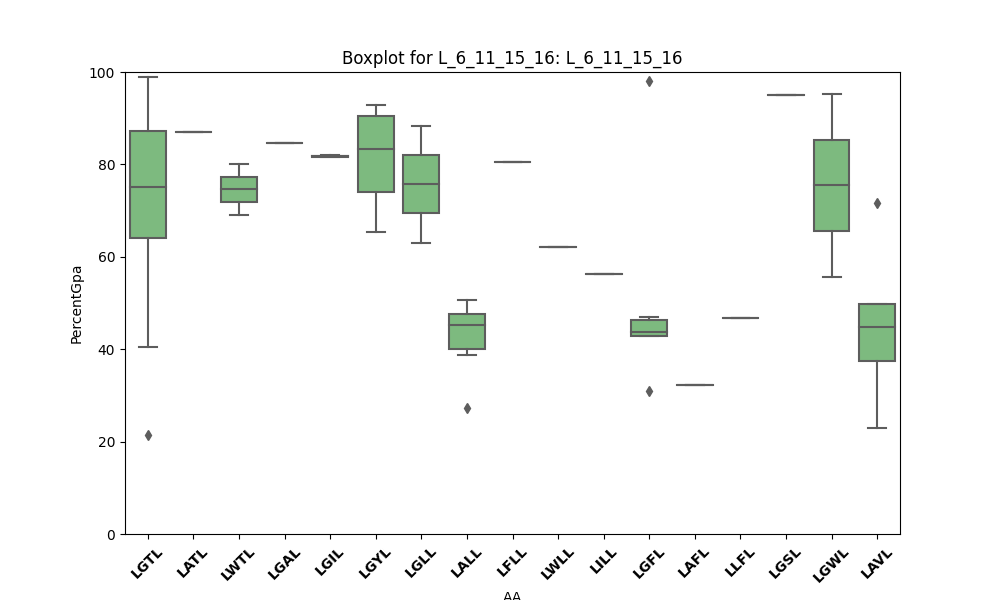 Boxplot for L_6_11_15_16: L_6_11_15_16
PercentGpa
100
80
60
40
20
0
LGTL LATL LWTL LGAL LGIL LGYL LGLL LALL LFLL LWLL LILL LGFL LAFL LLFL LGSL LGWL LAVL
AA